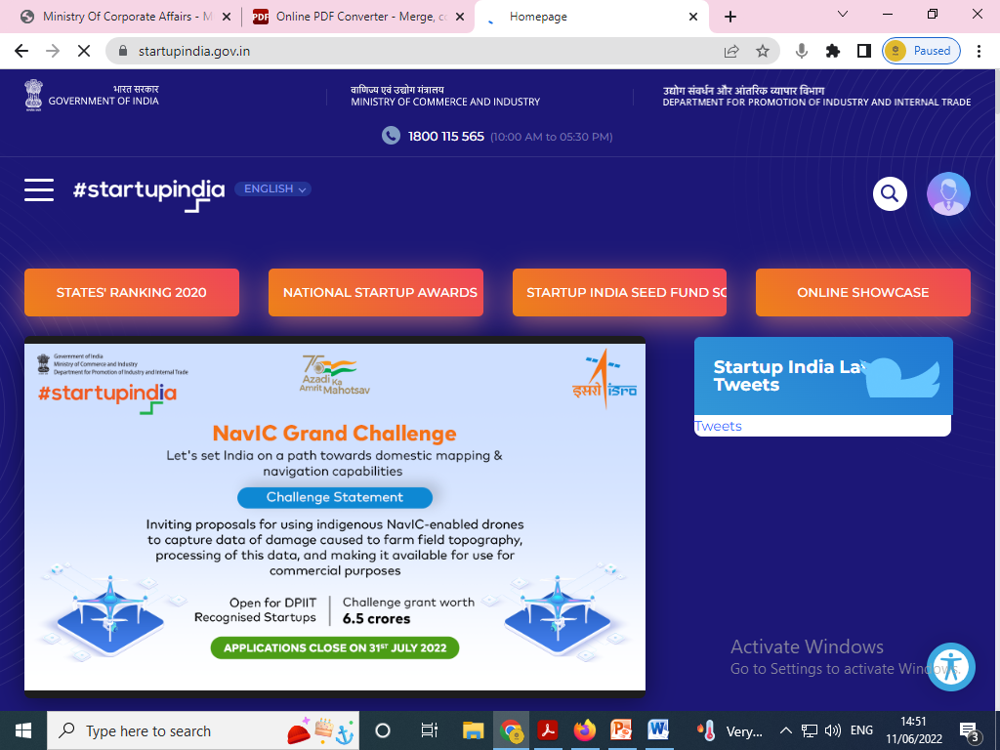 Ministry Of Corporate Affairs - M
PDF
Online PDF Converter - Merge, co
Homepage
startupindia.gov.in
Paused
भारत सरकार
GOVERNMENT OF INDIA
वाणिज्य एवं उद्योग मंत्रालय
MINISTRY OF COMMERCE AND INDUSTRY
उद्योग संवर्धन और आंतरिक व्यापार विभाग
DEPARTMENT FOR PROMOTION OF INDUSTRY AND INTERNAL TRADE
1800 115 565 (10:00 AM to 05:30 PM)
#startupindia
ENGLISH
STATES' RANKING 2020
NATIONAL STARTUP AWARDS
STARTUP INDIA SEED FUND SC
ONLINE SHOWCASE
Government of India
Ministry of Commerce and Industry
Department for Promotion of Industry and Internal Trade
#startupindia
75
Azadi Ka
Amrit Mahotsav
इसरो isro
NavIC Grand Challenge
Let's set India on a path towards domestic mapping &
navigation capabilities
Challenge Statement
Inviting proposals for using indigenous NavIC-enabled drones
to capture data of damage caused to farm field topography,
processing of this data, and making it available for use for
commercial purposes
Open for DPIIT
Recognised Startups
Challenge grant worth
6.5 crores
APPLICATIONS CLOSE ON 31ST JULY 2022
Startup India La
Tweets
Tweets
Activate Windows
Go to Settings to activate Windows.
Type here to search
Very...
ENG
14:51
11/06/2022
3